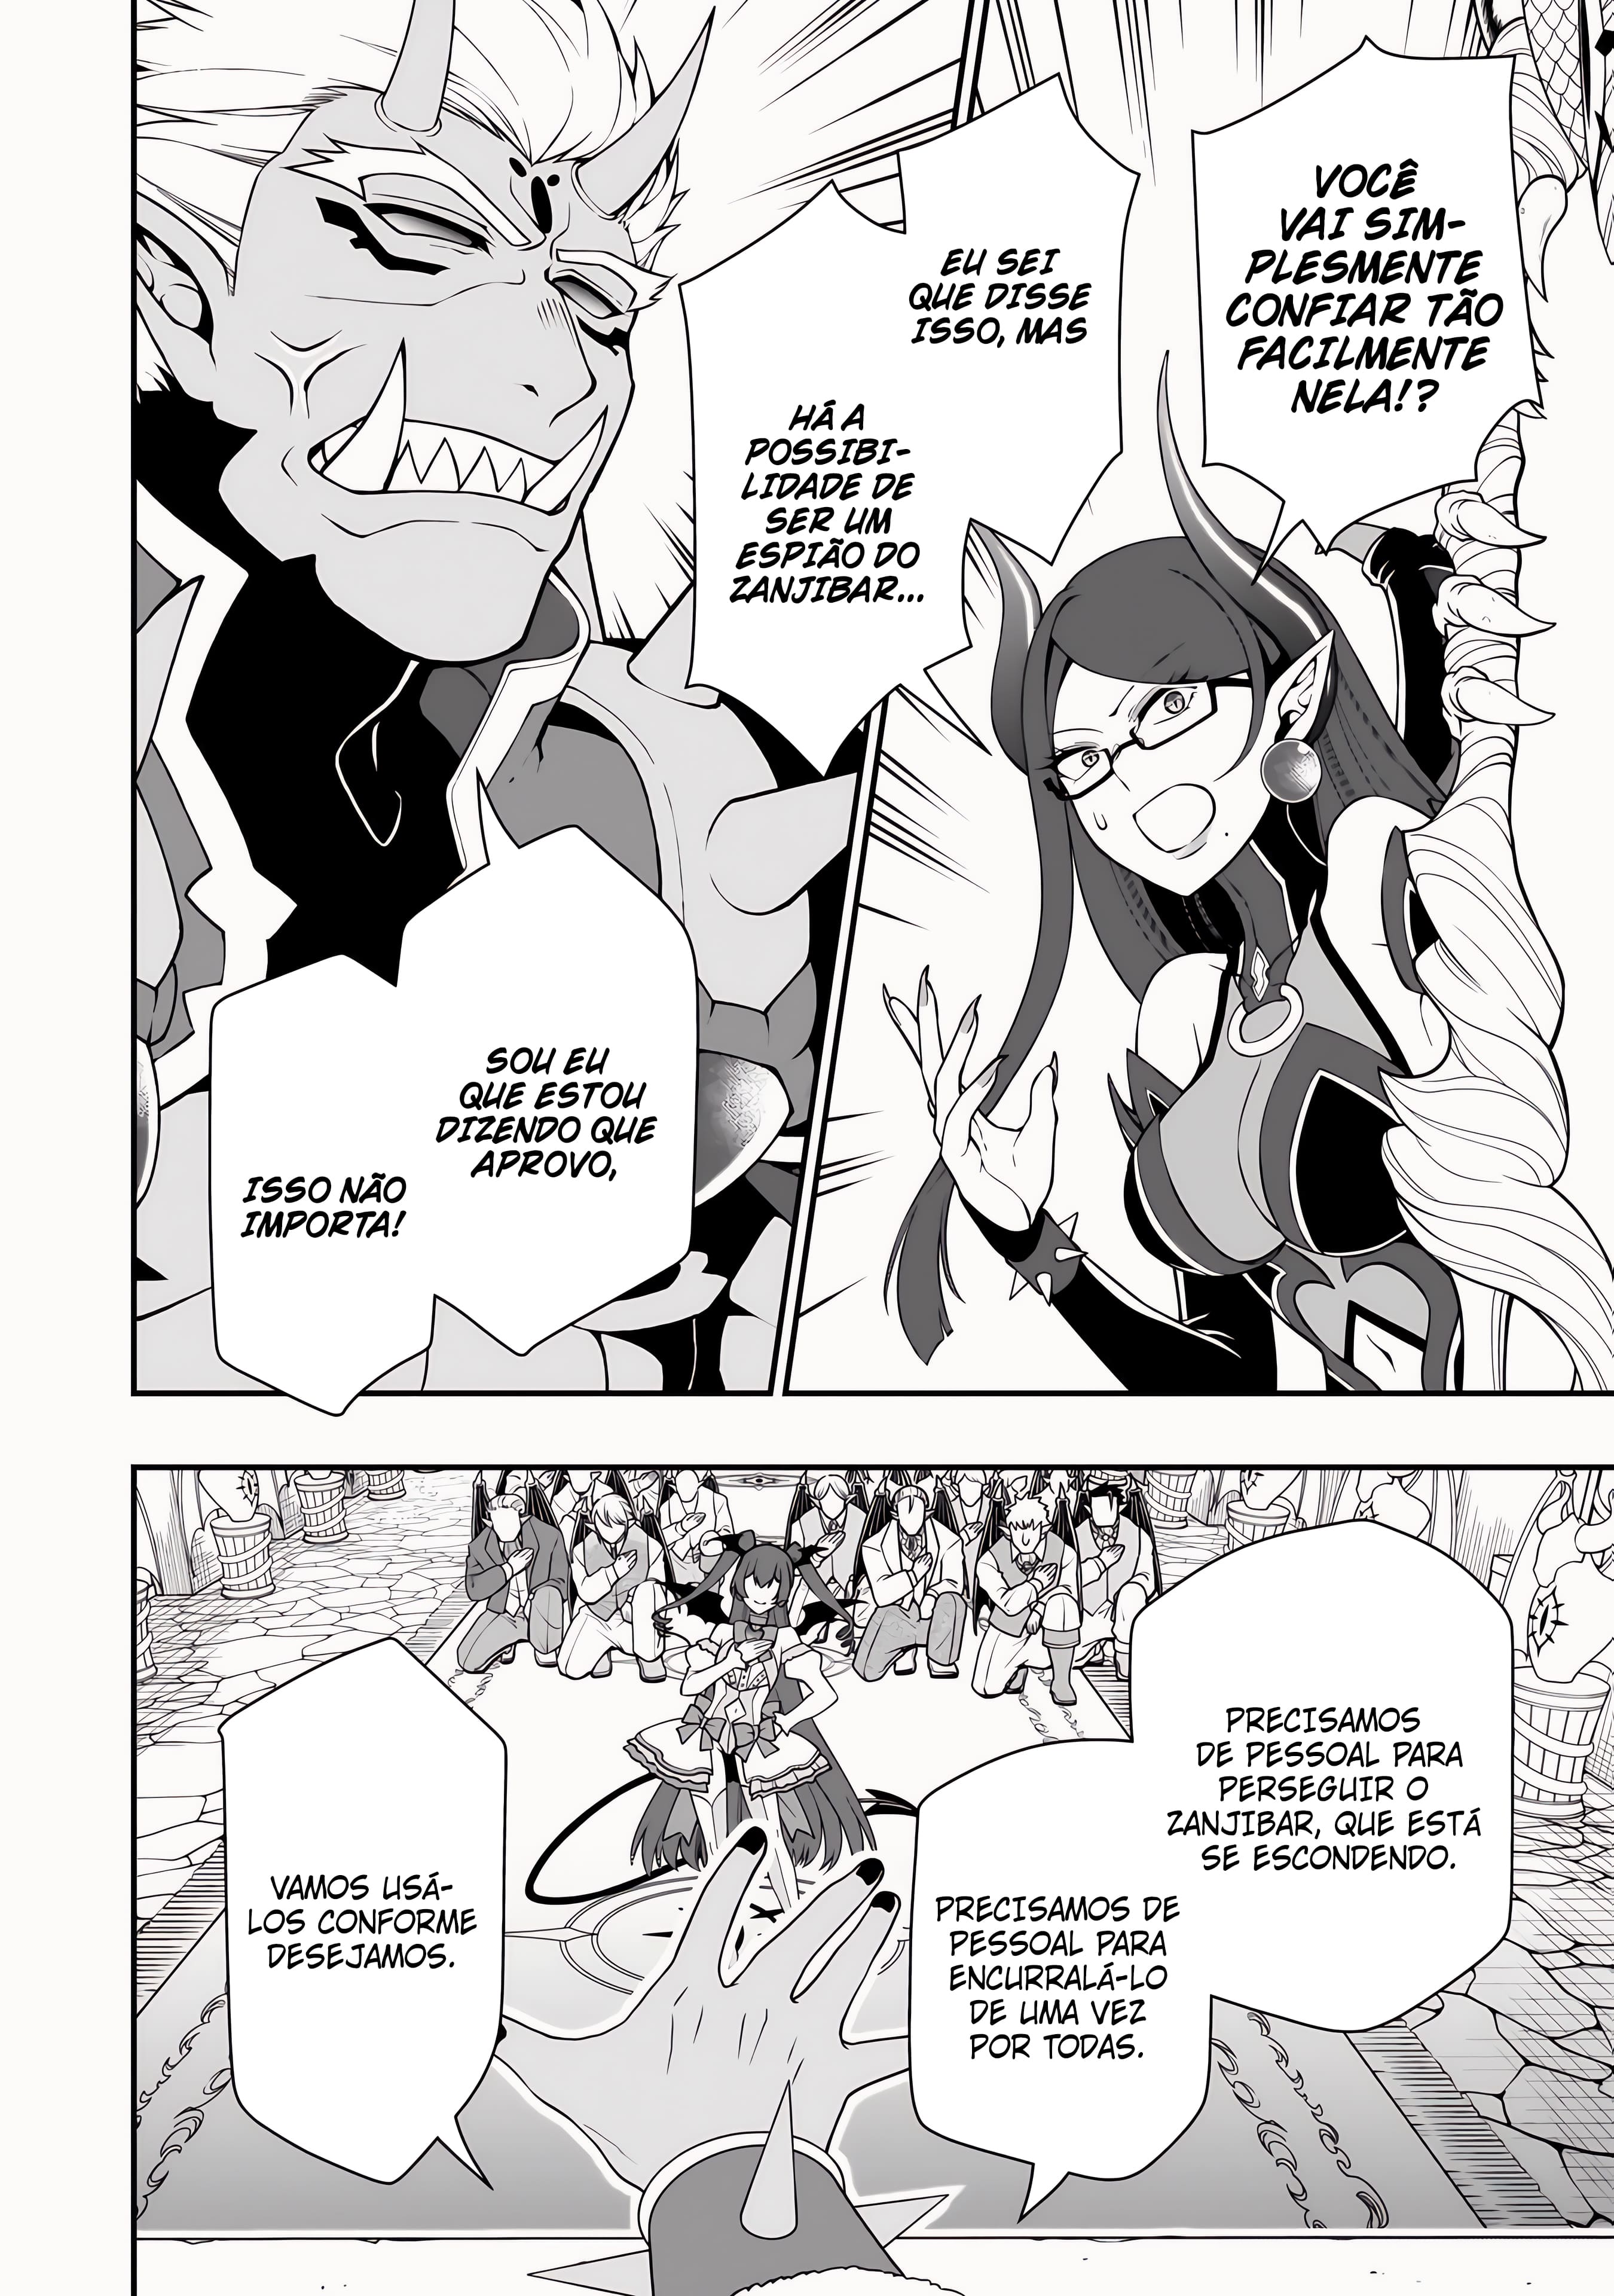 VOCÊ
VAI SIM-
PLESMENTE
CONFIAR TÃO
FACILMENTE
NELA!?
EU SEI
QUE DISSE
ISSO, MAS
HÁ A
POSSIBI-
LIDADE DE
SER UM
ESPIÃO DO
ZANJIBAR...
SOU EU
QUE ESTOU
DIZENDO QUE
APROVO,
ISSO NÃO
IMPORTA!
PRECISAMOS
DE PESSOAL PARA
PERSEGUIR O
ZANJIBAR, QUE ESTÁ
SE ESCONDENDO.
PRECISAMOS DE
PESSOAL PARA
ENCURRALÁ-LO
DE UMA VEZ
POR TODAS.
VAMOS USÁ-
LOS CONFORME
DESEJAMOS.